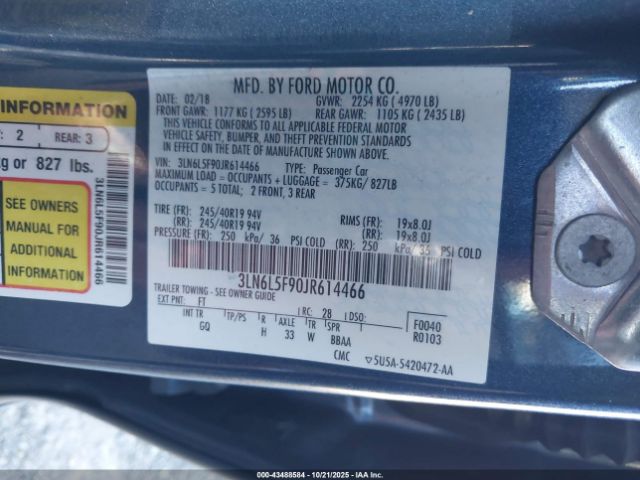 INFORMATION
2 REAR: 3
kg or 827 lbs.
SEE OWNERS
MANUAL FOR
ADDITIONAL
INFORMATION
3LN6L5F90JR614466
MFD. BY FORD MOTOR CO.
02/18 GVWR: 2254 KG ( 4970 LB)
FRONT GAWR: 1177 KG ( 2595 LB) REAR GAWR: 1105 KG ( 2435 LB)
THIS VEHICLE CONFORMS TO ALL APPLICABLE FEDERAL MOTOR
VEHICLE SAFETY, BUMPER, AND THEFT PREVENTION STANDARDS
IN EFFECT ON THE DATE OF MANUFACTURE SHOWN ABOVE.
VIN: 3LN6L5F90JR614466 TYPE: Passenger Car
MAXIMUM LOAD = OCCUPANTS + LUGGAGE = 375KG/ 827LB
OCCUPANTS = 5 TOTAL; 2 FRONT, 3 REAR
TIRE (FR): 245/40R19 94V RIMS (FR): 19x8.0J
(RR): 245/40R19 94V (RR): 19x8.0J
PRESSURE (FR): 250 kPa/ 36 PSI COLD (RR) 250 kPa/ 36 PSI COLD
3LN6L5F90JR614466
TRAILER TOWING - SEE OWNER GUIDE
EXT PNT: FT RC: 28 DSO: F0040
INT TR TP/PS R AXLE TR SPR R0103
GQ H 33 W BBAA
CMC ▽5U5A-5420472-AA
© 43488584 | 10/21/2025 | IAA, Inc.